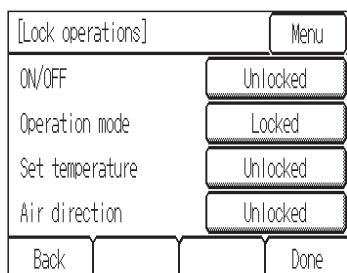 [Lock operations] Menu
ON/OFF Unlocked
Operation mode Locked
Set temperature Unlocked
Air direction Unlocked
Back Done